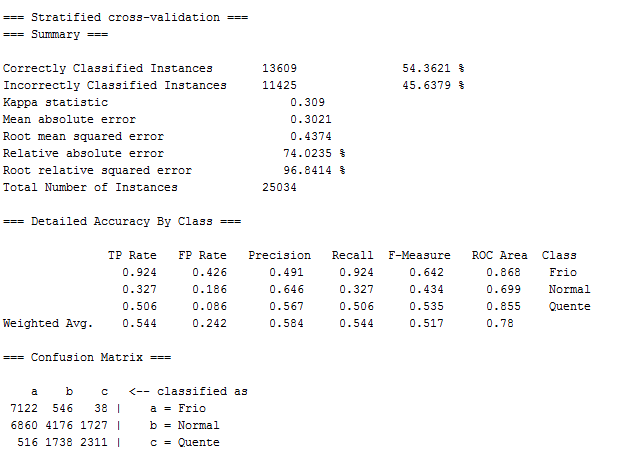 === Stratified cross-validation ===
=== Summary ===
Correctly Classified Instances 13609 54.3621 %
Incorrectly Classified Instances 11425 45.6379 %
Kappa statistic 0.309
Mean absolute error 0.3021
Root mean squared error 0.4374
Relative absolute error 74.0235 %
Root relative squared error 96.8414 %
Total Number of Instances 25034
=== Detailed Accuracy By Class ===
TP Rate FP Rate Precision Recall F-Measure ROC Area Class
0.924 0.426 0.491 0.924 0.642 0.868 Frio
0.327 0.186 0.646 0.327 0.434 0.699 Normal
0.506 0.086 0.567 0.506 0.535 0.855 Quente
Weighted Avg. 0.544 0.242 0.584 0.544 0.517 0.78
=== Confusion Matrix ===
a b c <-- classified as
7122 546 38 | a = Frio
6860 4176 1727 | b = Normal
516 1738 2311 | c = Quente